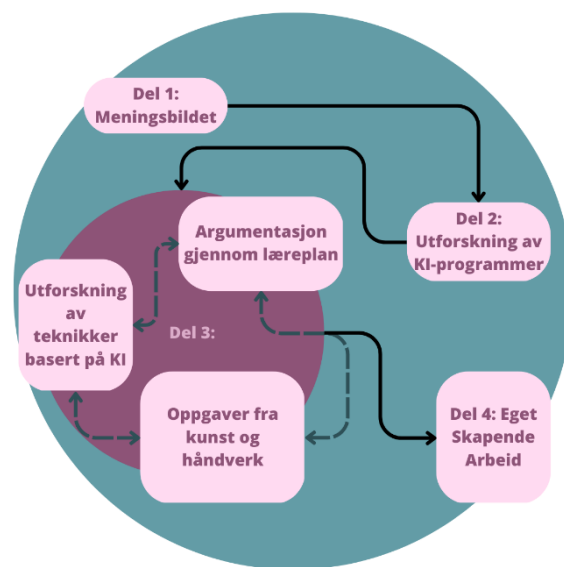 Del 1:
Meningsbildet
Del 2:
Utforskning av
KI-programmer
Argumentasjon
gjennom læreplan
Utforskning
av
teknikker
basert på KI
Del 3:
Oppgaver fra
kunst og
håndverk
Del 4: Eget
Skapende
Arbeid